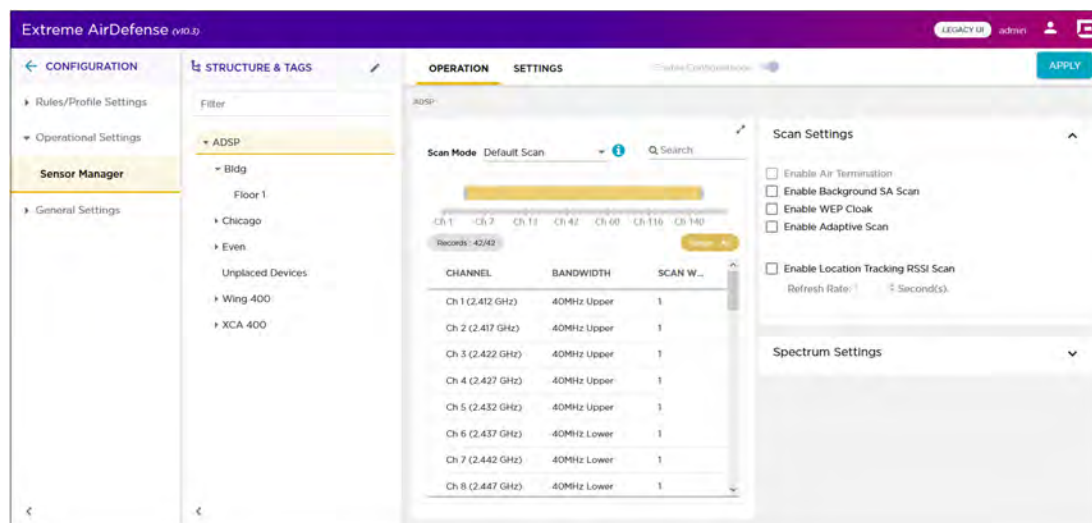 Extreme AirDefense (v10.3)
LEGACY UI admin
CONFIGURATION
Rules/Profile Settings
Operational Settings
Sensor Manager
General Settings
STRUCTURE & TAGS
Filter
ADSP
Bldg
Floor 1
Chicago
Even
Unplaced Devices
Wing 400
XCA 400
OPERATION SETTINGS Enable Configuration APPLY
ADSP
Scan Mode Default Scan Search
Ch 1 Ch 7 Ch 13 Ch 42 Ch 60 Ch 116 Ch 140
Records : 42/42
CHANNEL BANDWIDTH SCAN W...
Ch 1 (2.412 GHz) 40MHz Upper 1
Ch 2 (2.417 GHz) 40MHz Upper 1
Ch 3 (2.422 GHz) 40MHz Upper 1
Ch 4 (2.427 GHz) 40MHz Upper 1
Ch 5 (2.432 GHz) 40MHz Upper 1
Ch 6 (2.437 GHz) 40MHz Lower 1
Ch 7 (2.442 GHz) 40MHz Lower 1
Ch 8 (2.447 GHz) 40MHz Lower 1
Scan Settings
Enable Air Termination
Enable Background SA Scan
Enable WEP Cloak
Enable Adaptive Scan
Enable Location Tracking RSSI Scan
Refresh Rate: 1 Second(s).
Spectrum Settings